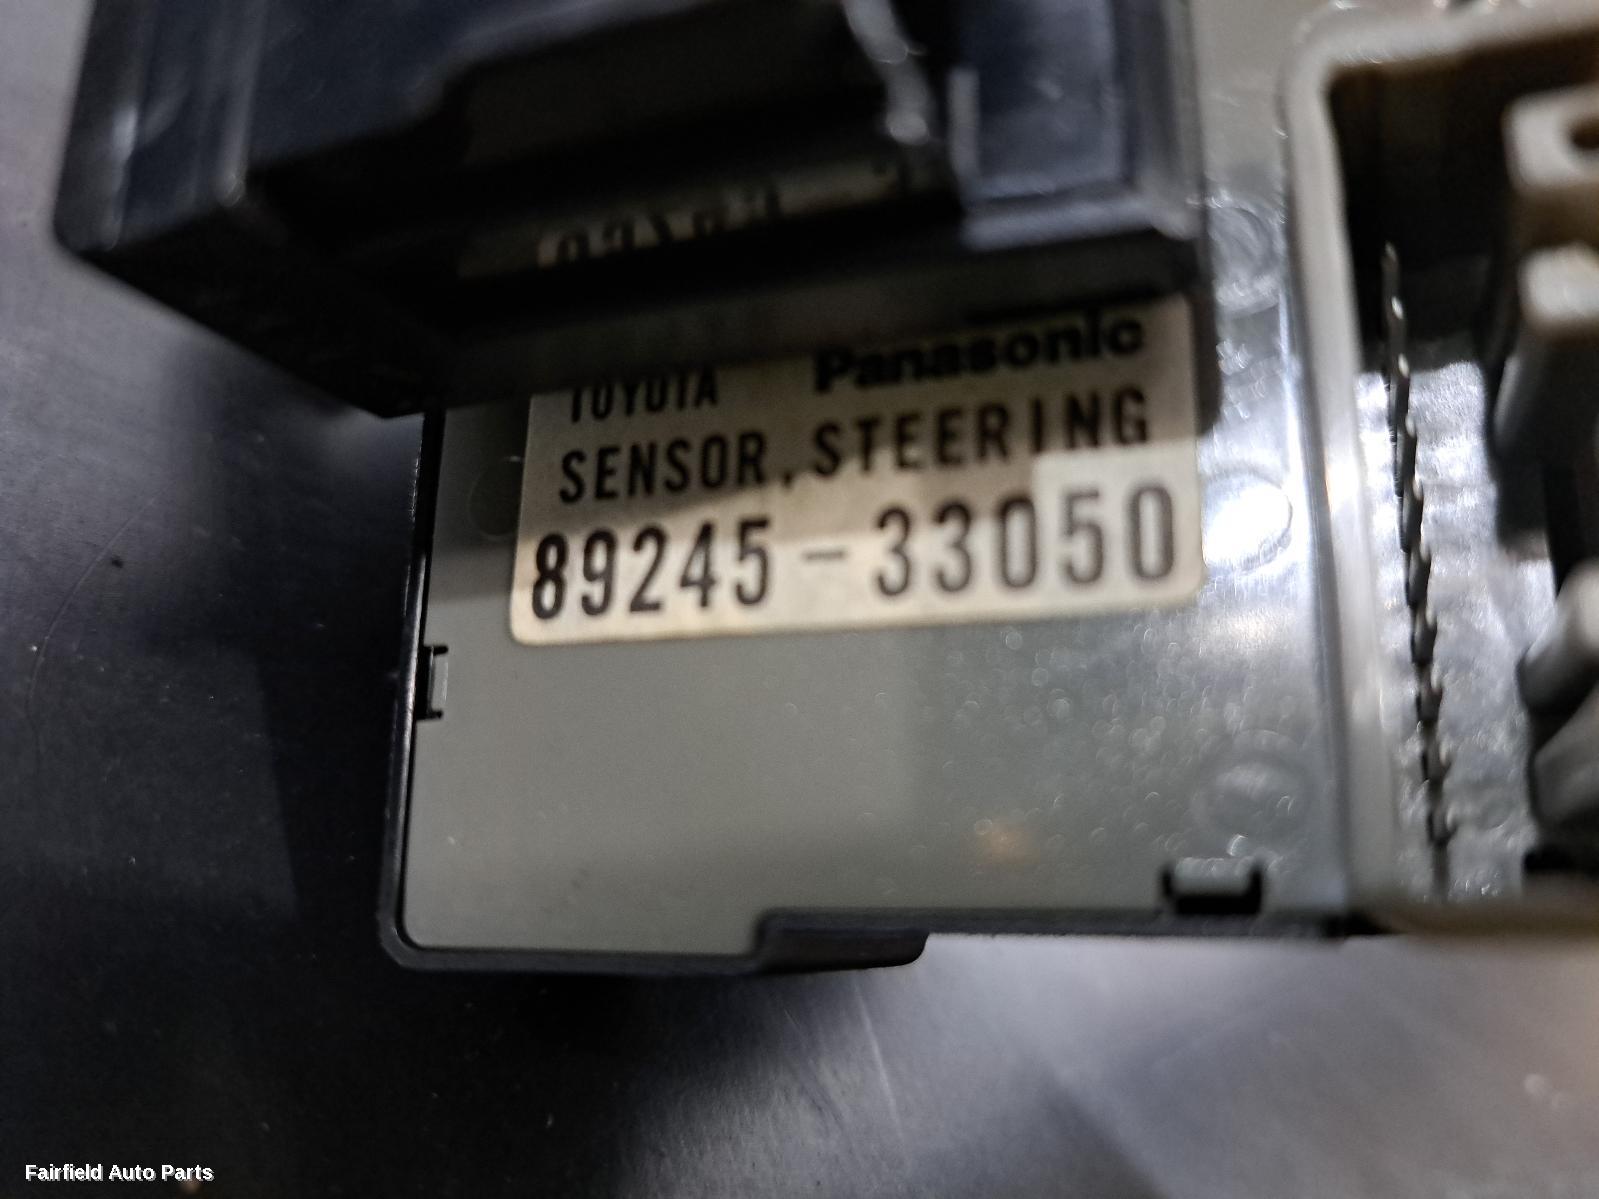 TOYOTA Panasonic
SENSOR, STEERING
89245-33050
Fairfield Auto Parts